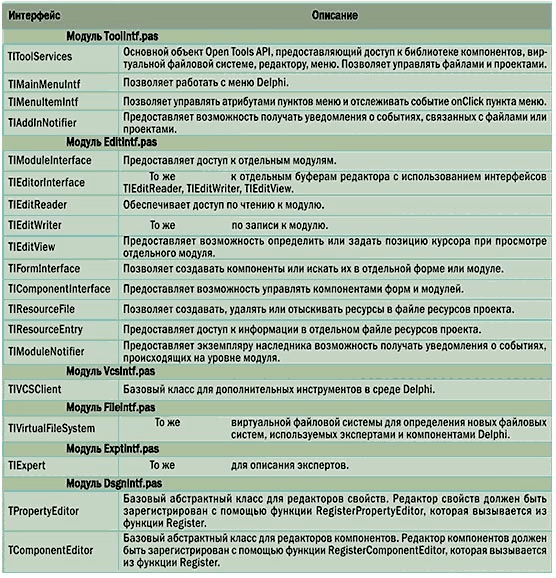 Интерфейс Описание
Модуль ToolIntf.pas
TIToolServices Основной объект Open Tools API, предоставляющий доступ к библиотеке компонентов, вир-
туальной файловой системе, редактору, меню. Позволяет управлять файлами и проектами.
TIMainMenuIntf Позволяет работать с меню Delphi.
TIMenuItemIntf Позволяет управлять атрибутами пунктов меню и отслеживать событие onClick пункта меню.
TIAddInNotifier Предоставляет возможность получать уведомления о событиях, связанных с файлами или
проектами.
Модуль EditIntf.pas
TIModuleInterface Предоставляет доступ к отдельным модулям.
TIEditorInterface То же к отдельным буферам редактора с использованием интерфейсов
TIEditReader, TIEditWriter, TIEditView.
TIEditReader Обеспечивает доступ по чтению к модулю.
TIEditWriter То же по записи к модулю.
TIEditView Предоставляет возможность определить или задать позицию курсора при просмотре
отдельного модуля.
TIFormInterface Позволяет создавать компоненты или искать их в отдельной форме или модуле.
TIComponentInterface Предоставляет возможность управлять компонентами форм и модулей.
TIResourceFile Позволяет создавать, удалять или отыскивать ресурсы в файле ресурсов проекта.
TIResourceEntry Предоставляет доступ к информации в отдельном файле ресурсов проекта.
TIModuleNotifier Предоставляет экземпляру наследника возможность получать уведомления о событиях,
происходящих на уровне модуля.
Модуль VcsIntf.pas
TIVCSClient Базовый класс для дополнительных инструментов в среде Delphi.
Модуль FileIntf.pas
TIVirtualFileSystem То же виртуальной файловой системы для определения новых файловых
систем, используемых экспертами и компонентами Delphi.
Модуль ExptIntf.pas
TIExpert То же для описания экспертов.
Модуль DsgnIntf.pas
TPropertyEditor Базовый абстрактный класс для редакторов свойств. Редактор свойств должен быть
зарегистрирован с помощью функции RegisterPropertyEditor, которая вызывается из
функции Register.
TComponentEditor Базовый абстрактный класс для редакторов компонентов. Редактор компонентов должен
быть зарегистрирован с помощью функции RegisterComponentEditor, которая вызывается
из функции Register.